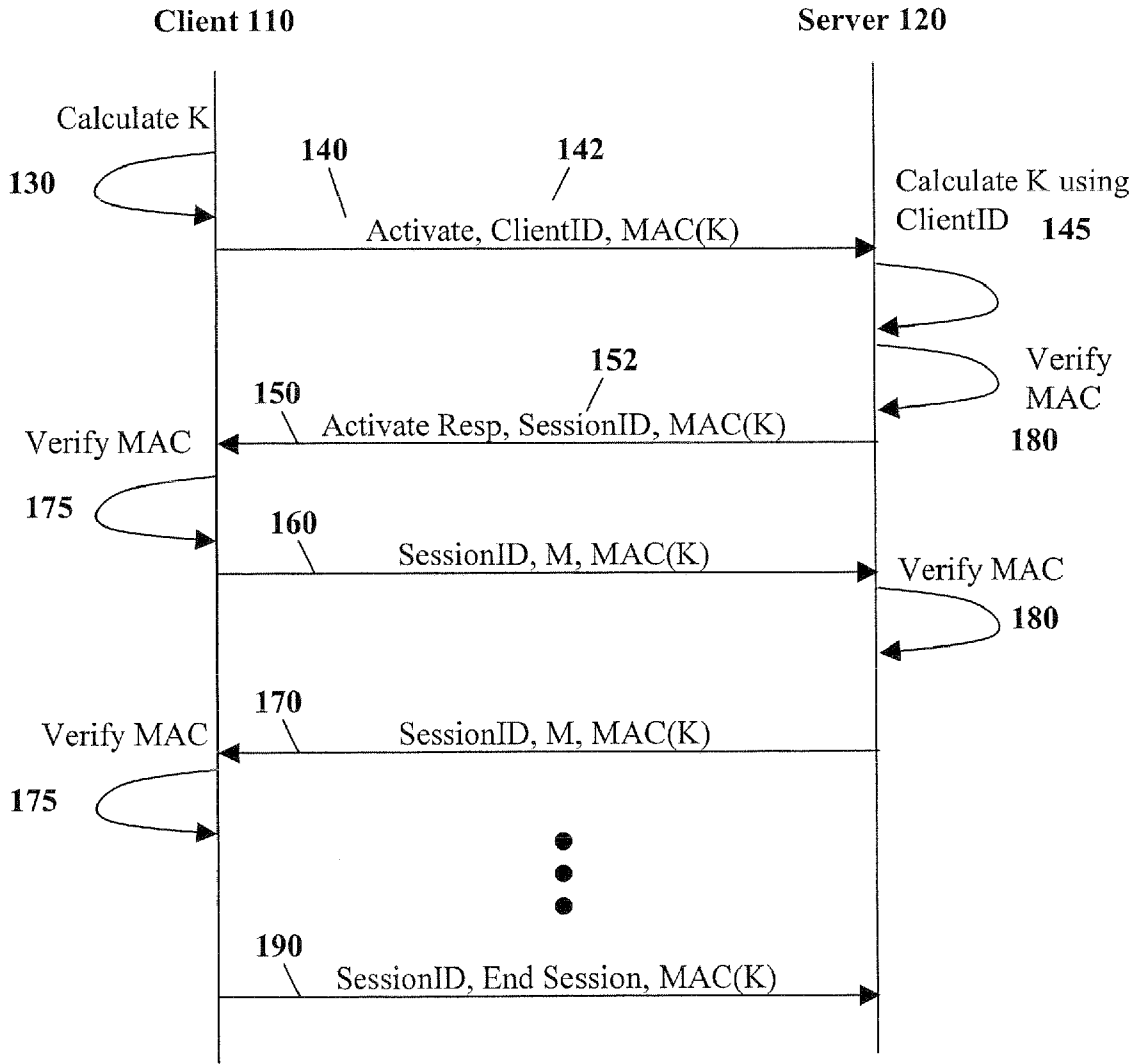 Client 110
Server 120
Calculate K
130
140
142
Activate, ClientID, MAC(K)
Calculate K using
ClientID 145
Verify
MAC
180
150
152
Activate Resp, SessionID, MAC(K)
Verify MAC
175
160
SessionID, M, MAC(K)
Verify MAC
180
170
SessionID, M, MAC(K)
Verify MAC
175
190
SessionID, End Session, MAC(K)